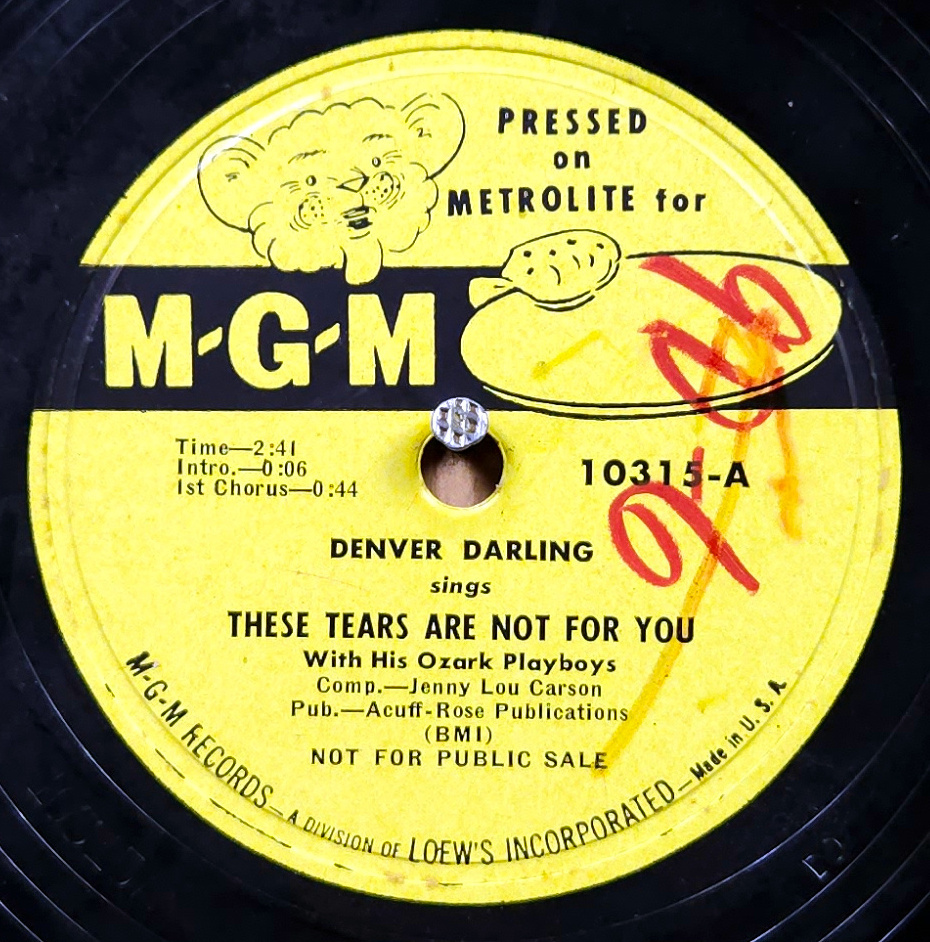 PRESSED
on
METROLITE for
M-G-M
Time—2:41
Intro.—0:06
1st Chorus—0:44
10315-A
DENVER DARLING
sings
THESE TEARS ARE NOT FOR YOU
With His Ozark Playboys
Comp.—Jenny Lou Carson
Pub.—Acuff-Rose Publications
(BMI)
NOT FOR PUBLIC SALE
M-G-M RECORDS—A DIVISION OF LOEW'S INCORPORATED—Made in U. S. A.